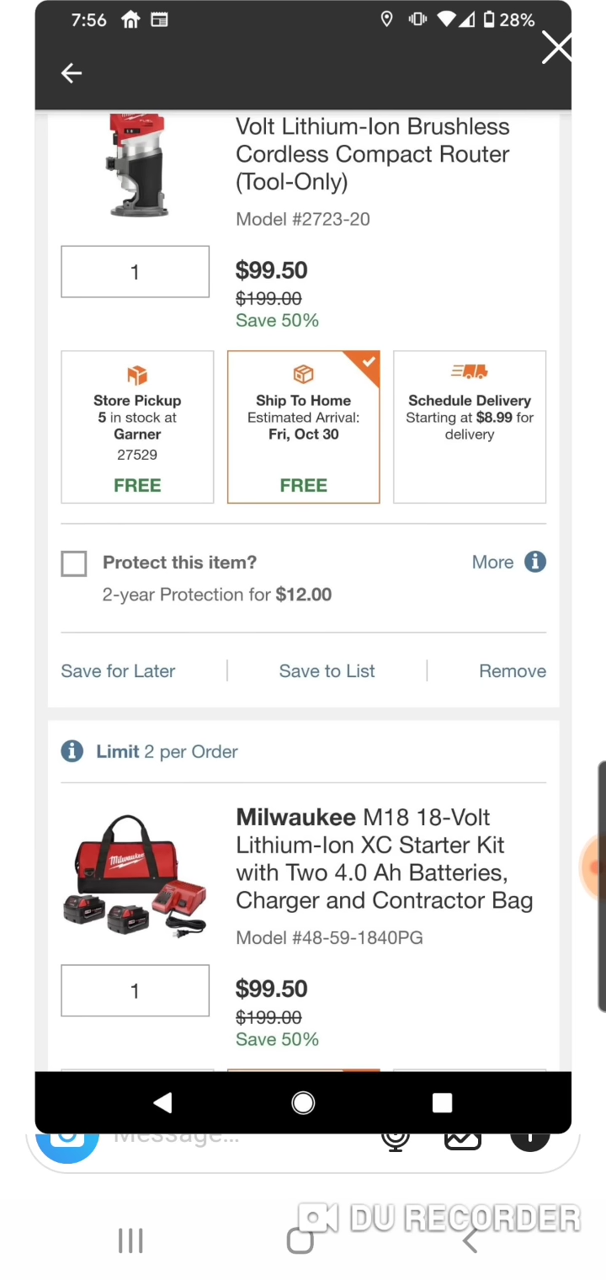 7:56
28%
Volt Lithium-Ion Brushless
Cordless Compact Router
(Tool-Only)
Model #2723-20
1
$99.50
$199.00
Save 50%
Store Pickup
5 in stock at
Garner
27529
FREE
Ship To Home
Estimated Arrival:
Fri, Oct 30
FREE
Schedule Delivery
Starting at $8.99 for
delivery
Protect this item?
More
2-year Protection for $12.00
Save for Later
Save to List
Remove
Limit 2 per Order
Milwaukee
Milwaukee M18 18-Volt
Lithium-Ion XC Starter Kit
with Two 4.0 Ah Batteries,
Charger and Contractor Bag
Model #48-59-1840PG
1
$99.50
$199.00
Save 50%
Message...
DU RECORDER